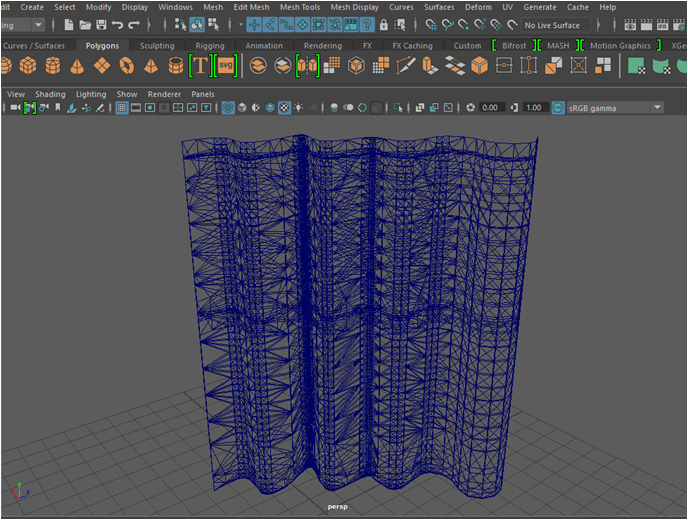 dit Create Select Modify Display Windows Mesh Edit Mesh Mesh Tools Mesh Display Curves Surfaces Deform UV Generate Cache Help
ing No Live Surface
Curves / Surfaces Polygons Sculpting Rigging Animation Rendering FX FX Caching Custom Bifrost MASH Motion Graphics XGe
T svg
View Shading Lighting Show Renderer Panels
0.00 1.00 sRGB gamma
persp